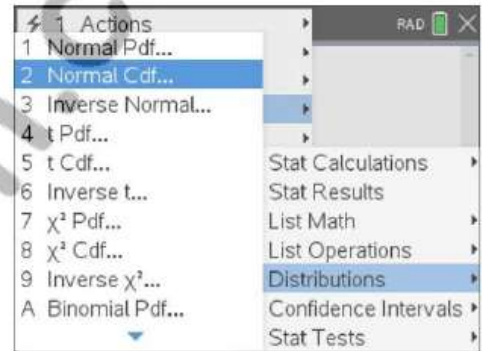 1 Actions
RAD
1 Normal Pdf...
2 Normal Cdf...
3 Inverse Normal...
4 t Pdf...
5 t Cdf...
6 Inverse t...
7 χ² Pdf...
8 χ² Cdf...
9 Inverse χ²...
A Binomial Pdf...
Stat Calculations
Stat Results
List Math
List Operations
Distributions
Confidence Intervals
Stat Tests